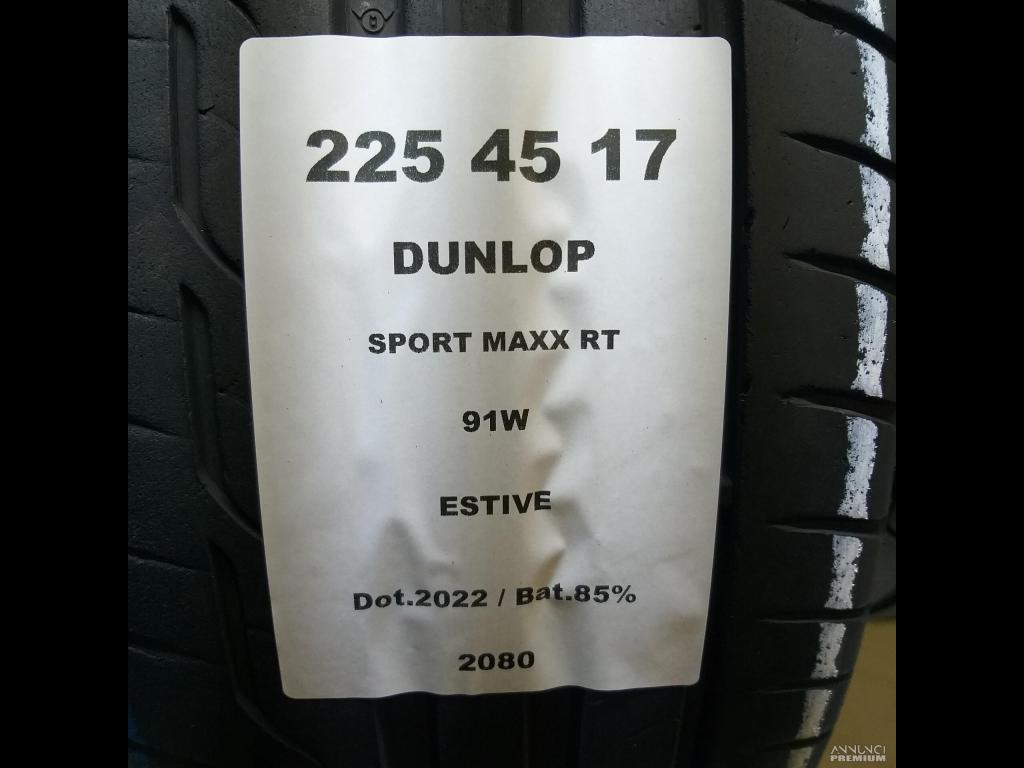 225 45 17
DUNLOP
SPORT MAXX RT
91W
ESTIVE
Dot.2022 / Bat.85%
2080
ANNUNCI
PREMIUM